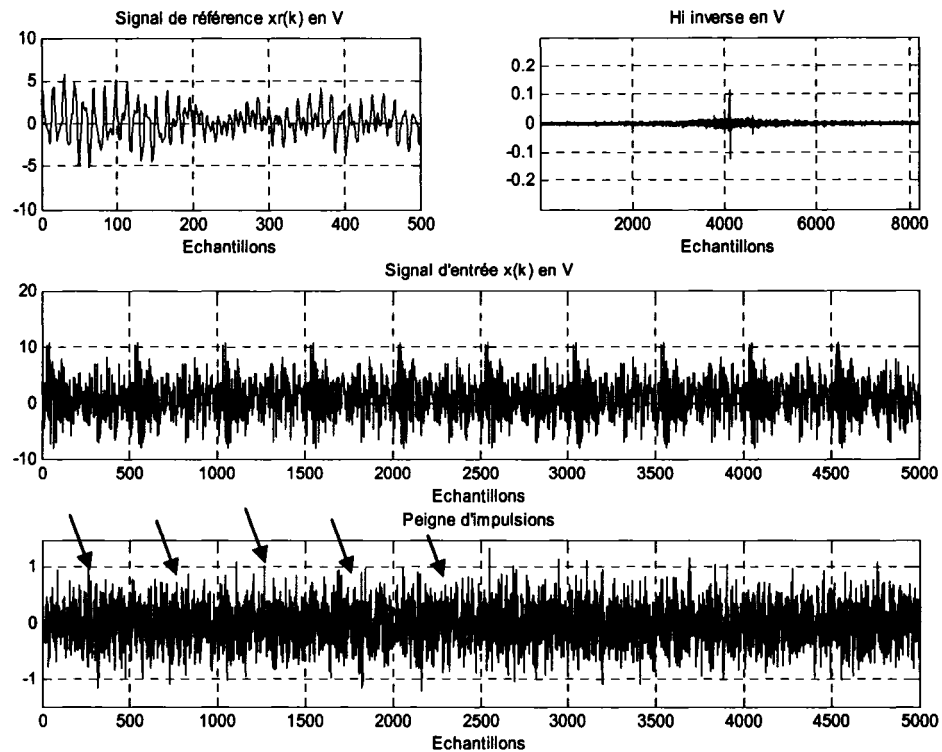 Signal de référence xr(k) en V
10
5
0
-5
-10
0 100 200 300 400 500
Echantillons
Hi inverse en V
0.2
0.1
0
-0.1
-0.2
2000 4000 6000 8000
Echantillons
Signal d'entrée x(k) en V
20
10
0
-10
0 500 1000 1500 2000 2500 3000 3500 4000 4500 5000
Echantillons
Peigne d'impulsions
1
0
-1
0 500 1000 1500 2000 2500 3000 3500 4000 4500 5000
Echantillons